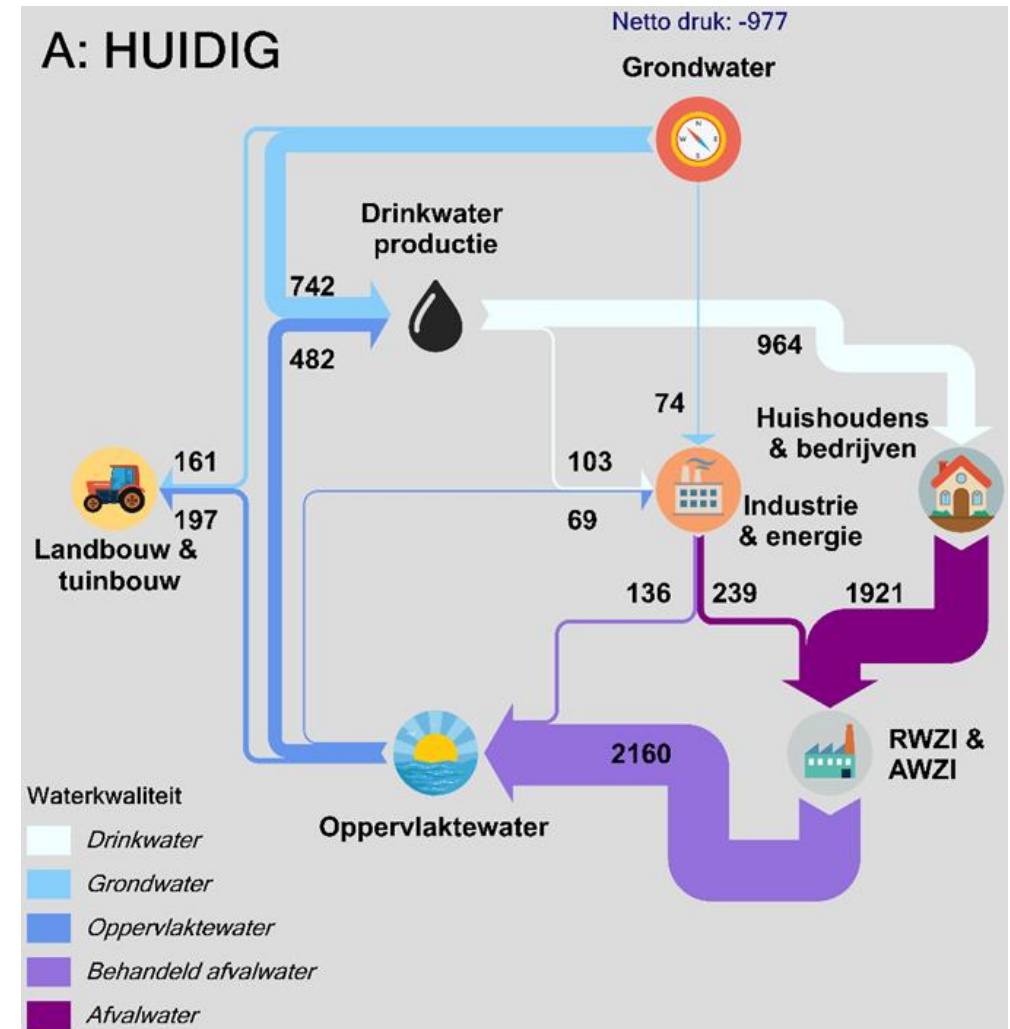 A: HUIDIG
Netto druk: -977
Grondwater
N
W
E
S
Drinkwater
productie
742
482
964
74
Huishoudens
& bedrijven
161
103
197
69
Industrie
& energie
Landbouw &
tuinbouw
136
239
1921
2160
RWZI &
AWZI
Oppervlaktewater
Waterkwaliteit
Drinkwater
Grondwater
Oppervlaktewater
Behandeld afvalwater
Afvalwater